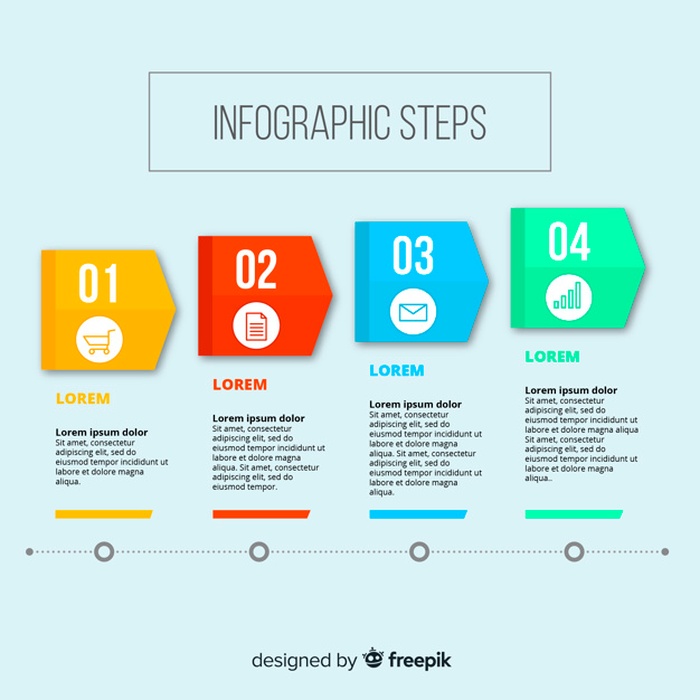 INFOGRAPHIC STEPS
01
LOREM
Lorem ipsum dolor
Sit amet, consectetur
adipiscing elit, sed do
eiusmod tempor incididunt ut
labore et dolore magna
aliqua.
02
LOREM
Lorem ipsum dolor
Sit amet, consectetur
adipiscing elit, sed do
eiusmod tempor incididunt ut
labore et dolore magna
aliqua. Sit amet, consectetur
adipiscing elit, sed do
eiusmod tempor.
03
LOREM
Lorem ipsum dolor
Sit amet, consectetur
adipiscing elit, sed do
eiusmod tempor incididunt ut
labore et dolore magna
aliqua. Sit amet, consectetur
adipiscing elit, sed do
eiusmod tempor incididunt ut
labore et dolore magna
aliqua.
04
LOREM
Lorem ipsum dolor
Sit amet, consectetur
adipiscing elit, sed do
eiusmod tempor incididunt ut
labore et dolore magna aliqua
Sit amet, consectetur
adipiscing elit, sed do
eiusmod tempor incididunt ut
labore et dolore magna
aliqua..
designed by freepik